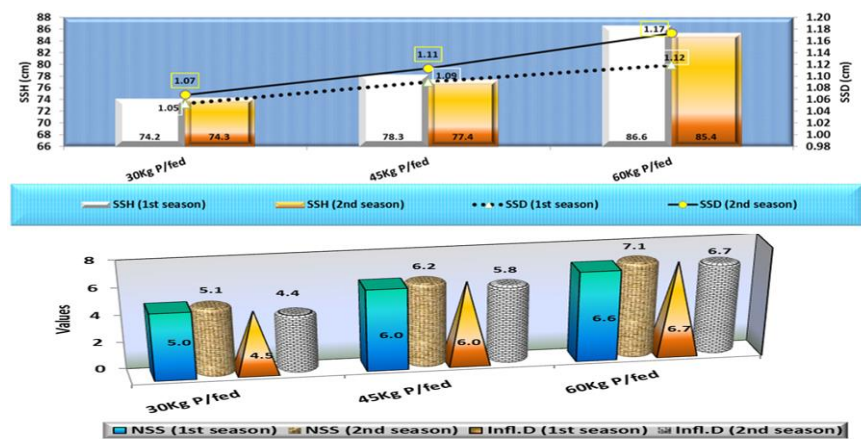 88 1.20
86 1.18
84 1.16
82 1.14
80 1.12
78 1.10
76 1.08
74 1.06
72 1.04
70 1.02
68 1.00
66 0.98
SSH (cm)
SSD (cm)
1.07 1.11 1.17
1.05 1.09 1.12
74.2 74.3 78.3 77.4 86.6 85.4
30Kg P/fed 45Kg P/fed 60Kg P/fed
SSH (1st season) SSH (2nd season) SSD (1st season) SSD (2nd season)
8
6
4
2
0
Values
5.0 5.1 4.5 4.4
6.0 6.2 6.0 5.8
6.6 7.1 6.7 6.7
30Kg P/fed 45Kg P/fed 60Kg P/fed
NSS (1st season) NSS (2nd season) Infl.D (1st season) Infl.D (2nd season)